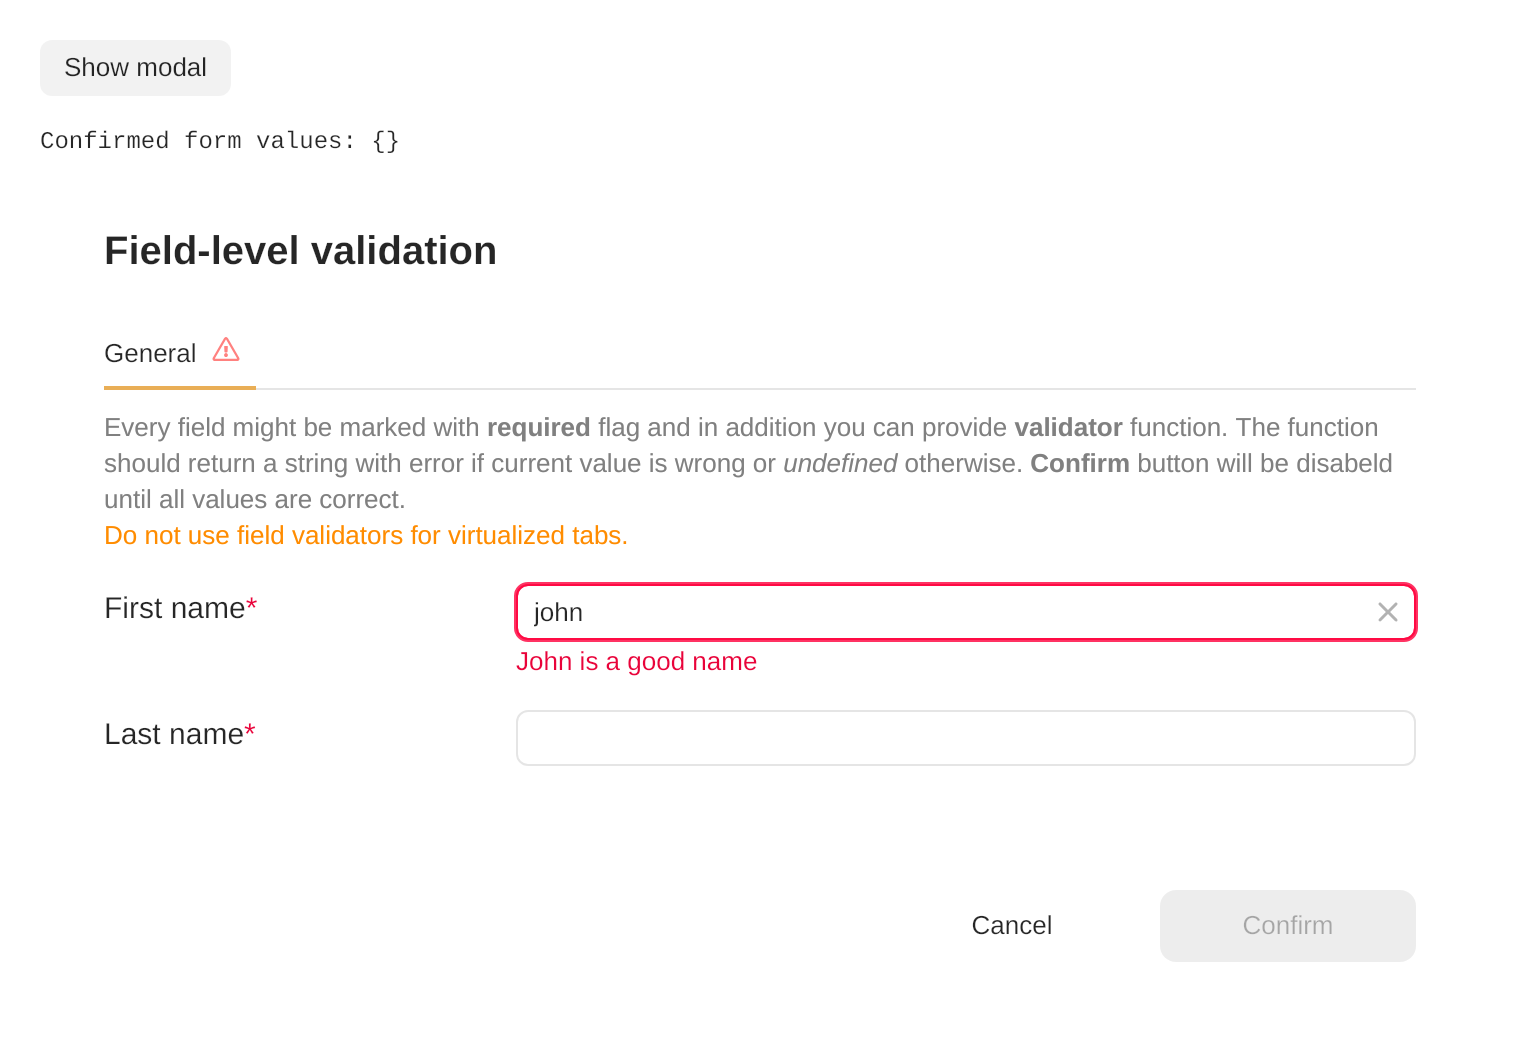 Show modal
Confirmed form values: {}
Field-level validation
General
Every field might be marked with required flag and in addition you can provide validator function. The function
should return a string with error if current value is wrong or undefined otherwise. Confirm button will be disabeld
until all values are correct.
Do not use field validators for virtualized tabs.
First name*
john
John is a good name
Last name*
Cancel
Confirm